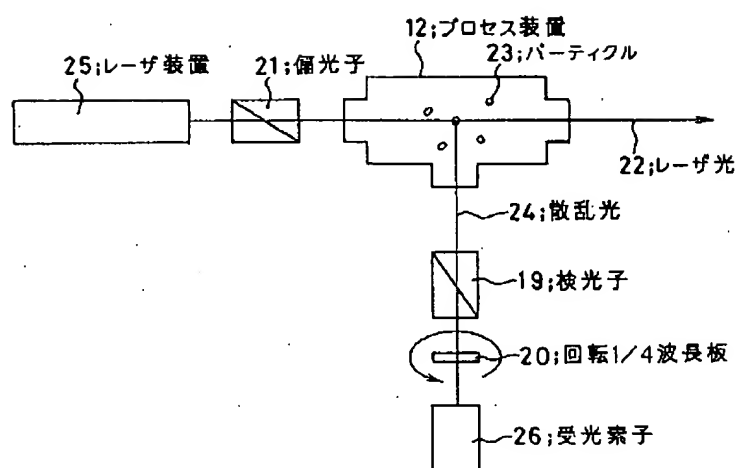 12;プロセス装置
23;パーティクル
25;レーザ装置
21;偏光子
22;レーザ光
24;散乱光
19;検光子
20;回転1/4波長板
26;受光素子